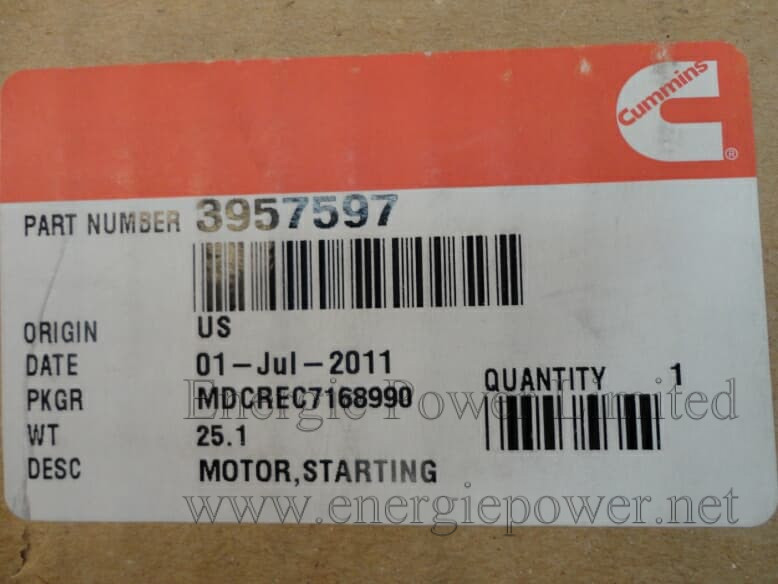 Cummins
®
PART NUMBER 3957597
ORIGIN US
DATE 01-Jul-2011
QUANTITY 1
PKGR MDCREC7168990
Energie Power Limited
WT 25.1
DESC MOTOR,STARTING
www.energiepower.net